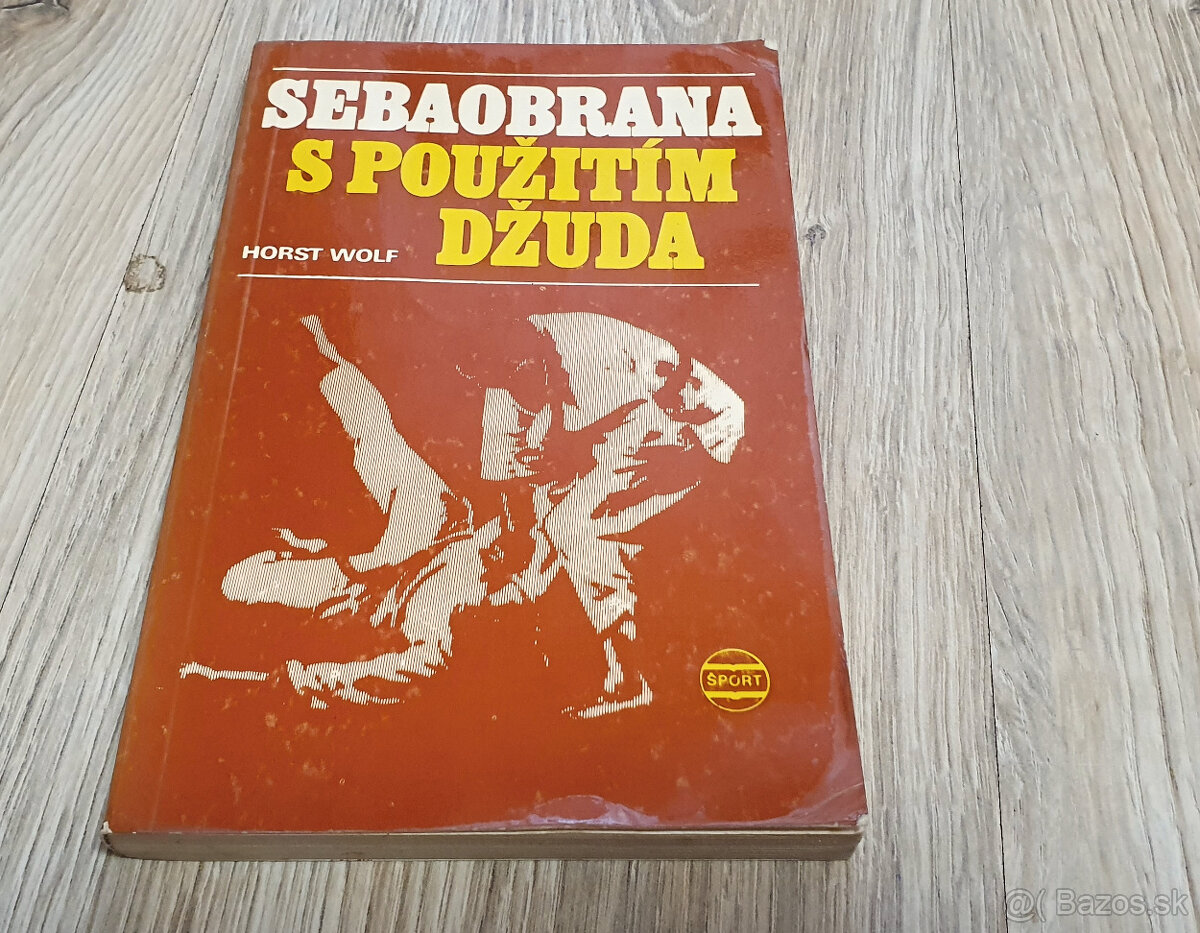 SEBAOBRANA
S POUŽITÍM
DŽUDA
HORST WOLF
ŠPORT
@( Bazos.sk